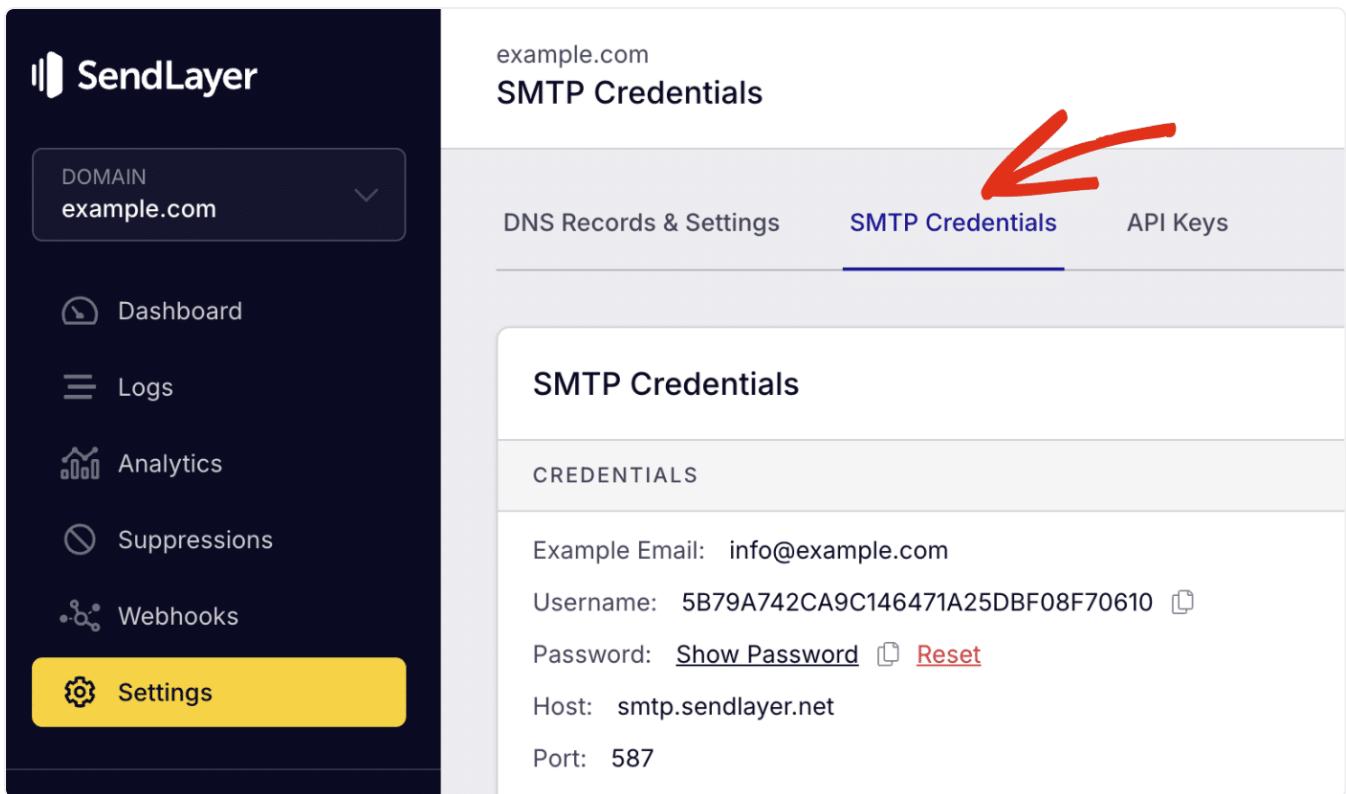 SendLayer
DOMAIN
example.com
Dashboard
Logs
Analytics
Suppressions
Webhooks
Settings
example.com
SMTP Credentials
DNS Records & Settings
SMTP Credentials
API Keys
SMTP Credentials
CREDENTIALS
Example Email: info@example.com
Username: 5B79A742CA9C146471A25DBF08F70610
Password: Show Password Reset
Host: smtp.sendlayer.net
Port: 587